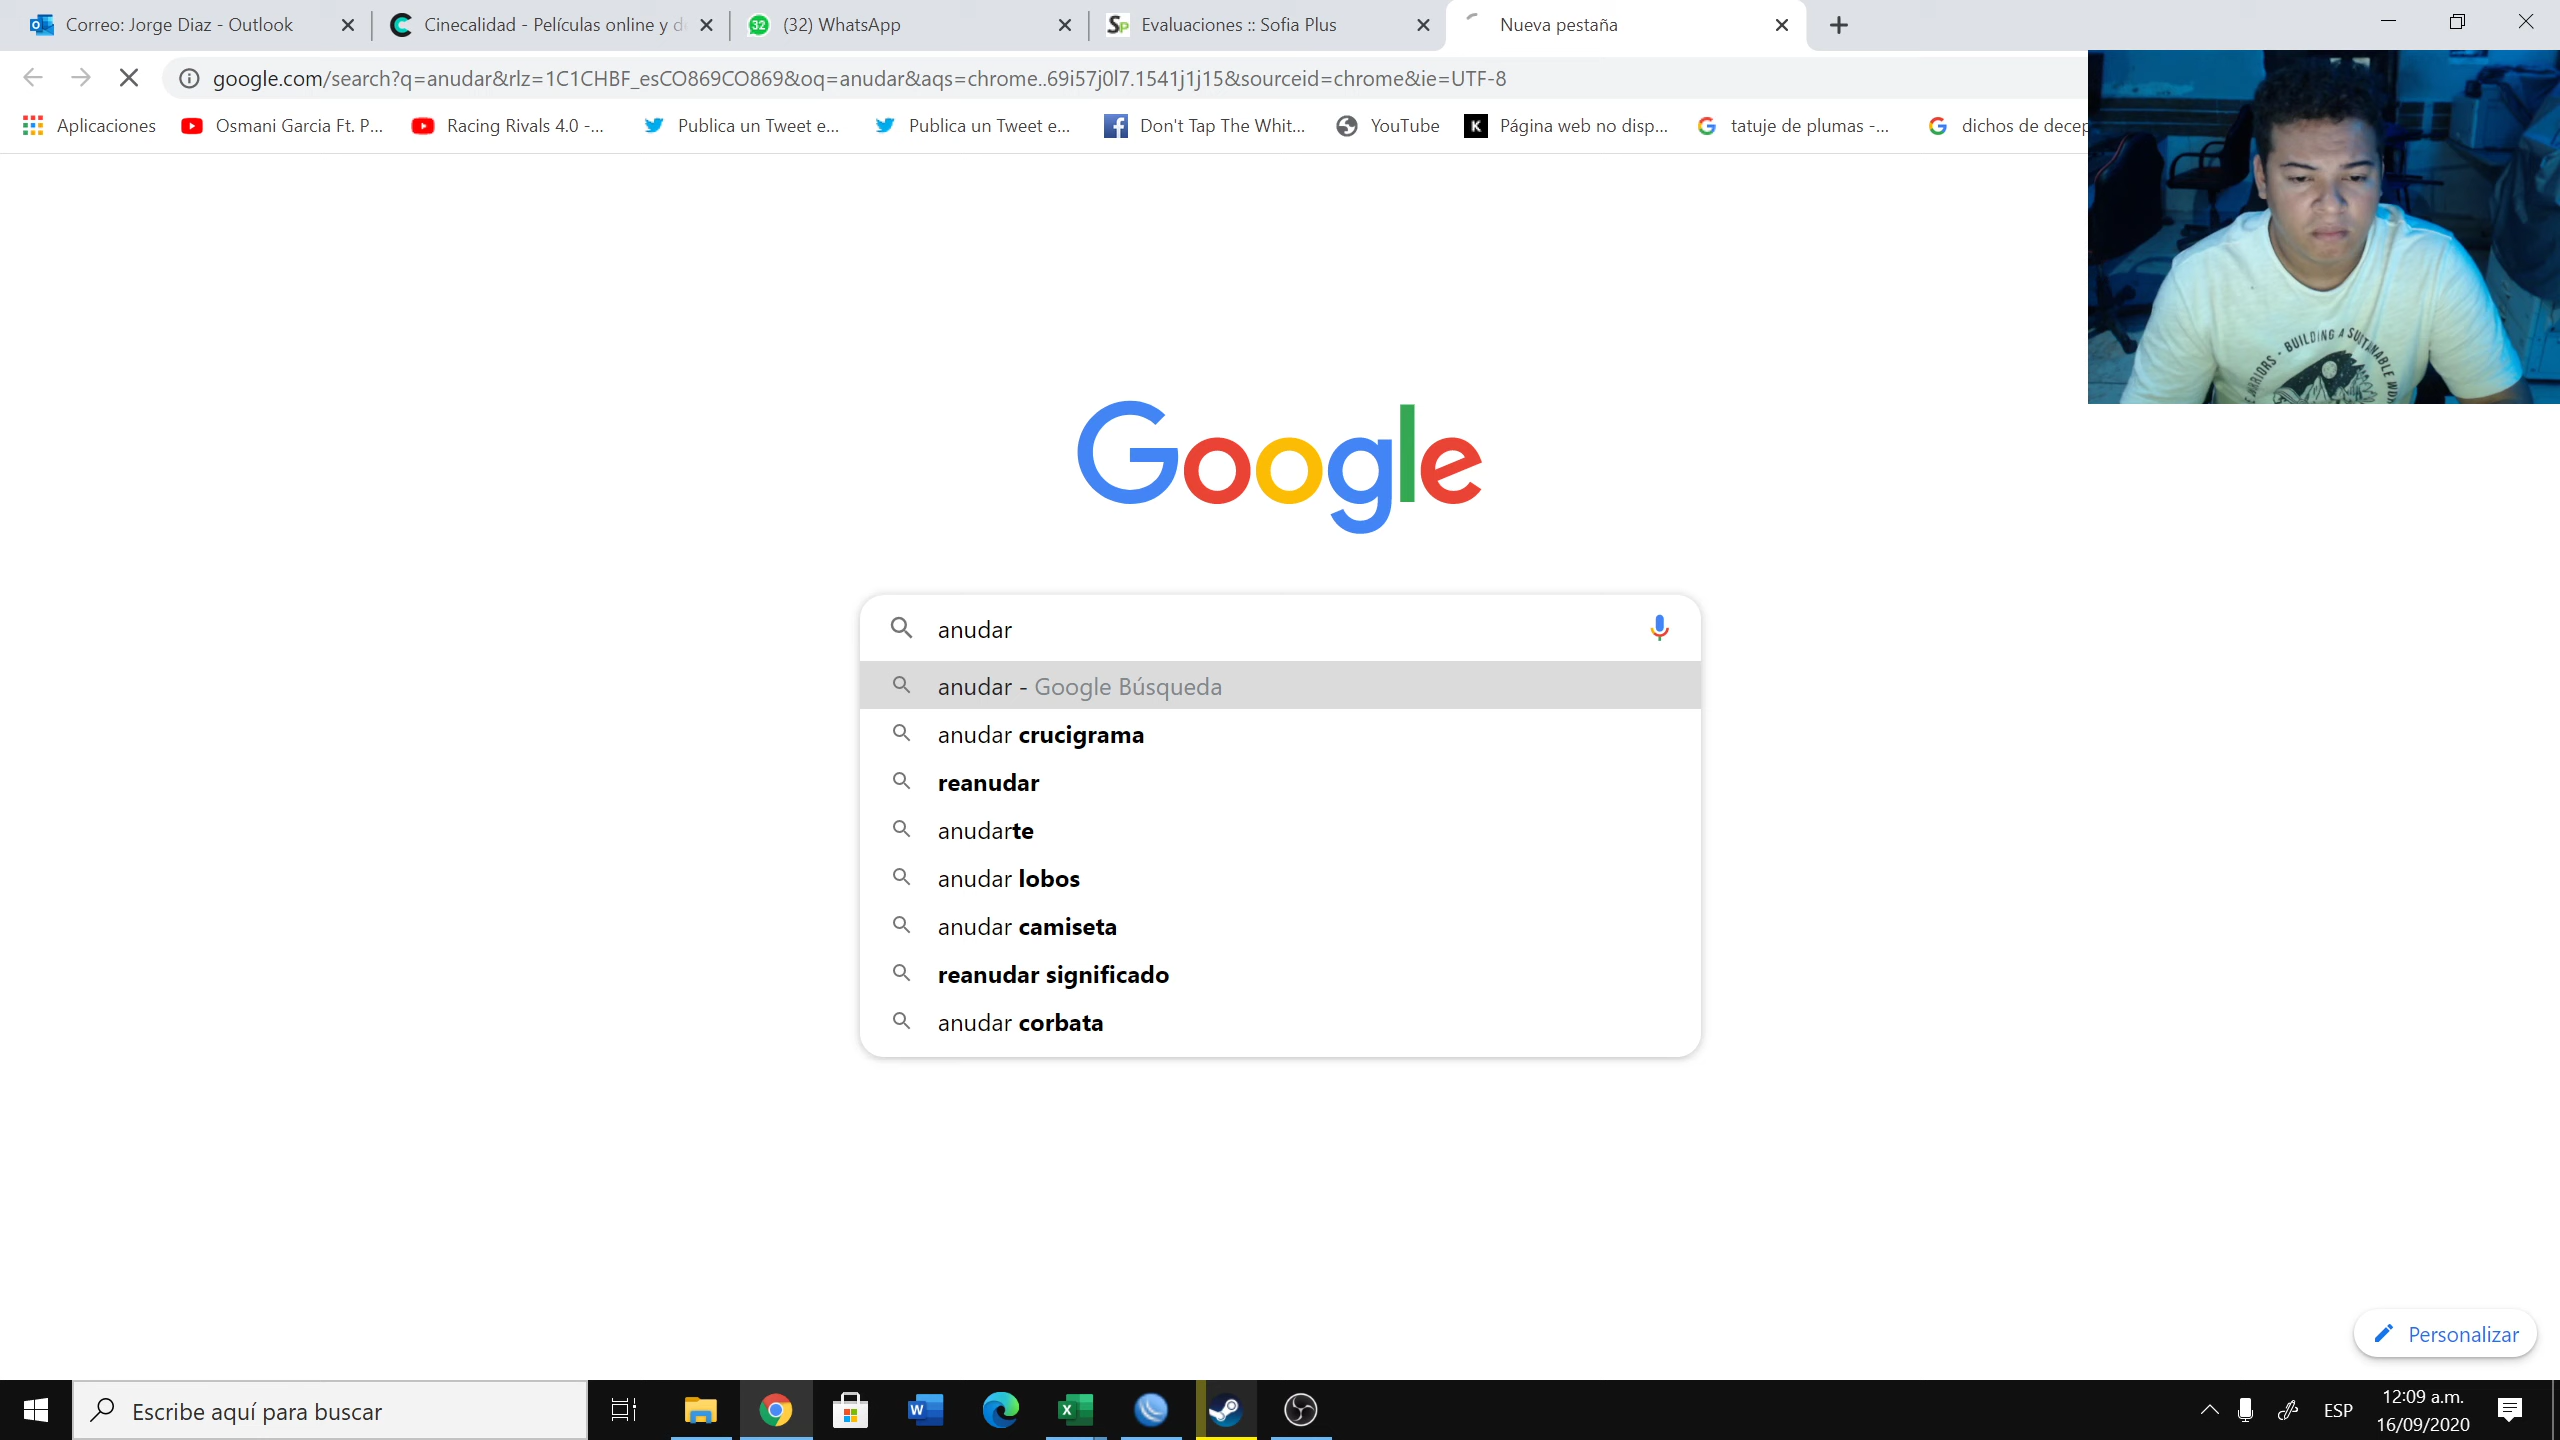 Correo: Jorge Diaz - Outlook
Cinecalidad - Películas online y d
32
(32) WhatsApp
Sp
Evaluaciones :: Sofia Plus
Nueva pestaña
google.com/search?q=anudar&rlz=1C1CHBF_esCO869CO869&oq=anudar&aqs=chrome..69i57j0l7.1541j1j15&sourceid=chrome&ie=UTF-8
Aplicaciones
Osmani Garcia Ft. P...
Racing Rivals 4.0 -...
Publica un Tweet e...
Publica un Tweet e...
Don't Tap The Whit...
YouTube
K
Página web no disp...
tatuje de plumas -...
dichos de decep
BUILDING A
Google
anudar
anudar - Google Búsqueda
anudar crucigrama
reanudar
anudarte
anudar lobos
anudar camiseta
reanudar significado
anudar corbata
Personalizar
Escribe aquí para buscar
ESP
12:09 a.m.
16/09/2020